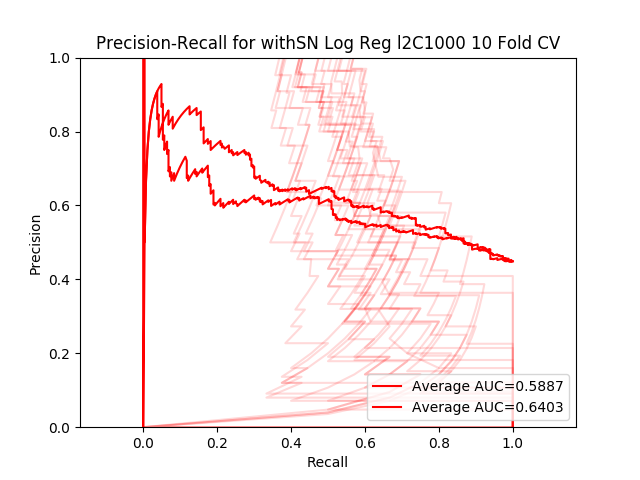 Precision-Recall for withSN Log Reg l2C1000 10 Fold CV
1.0
0.8
0.6
0.4
0.2
0.0
Precision
0.0 0.2 0.4 0.6 0.8 1.0
Recall
Average AUC=0.5887
Average AUC=0.6403